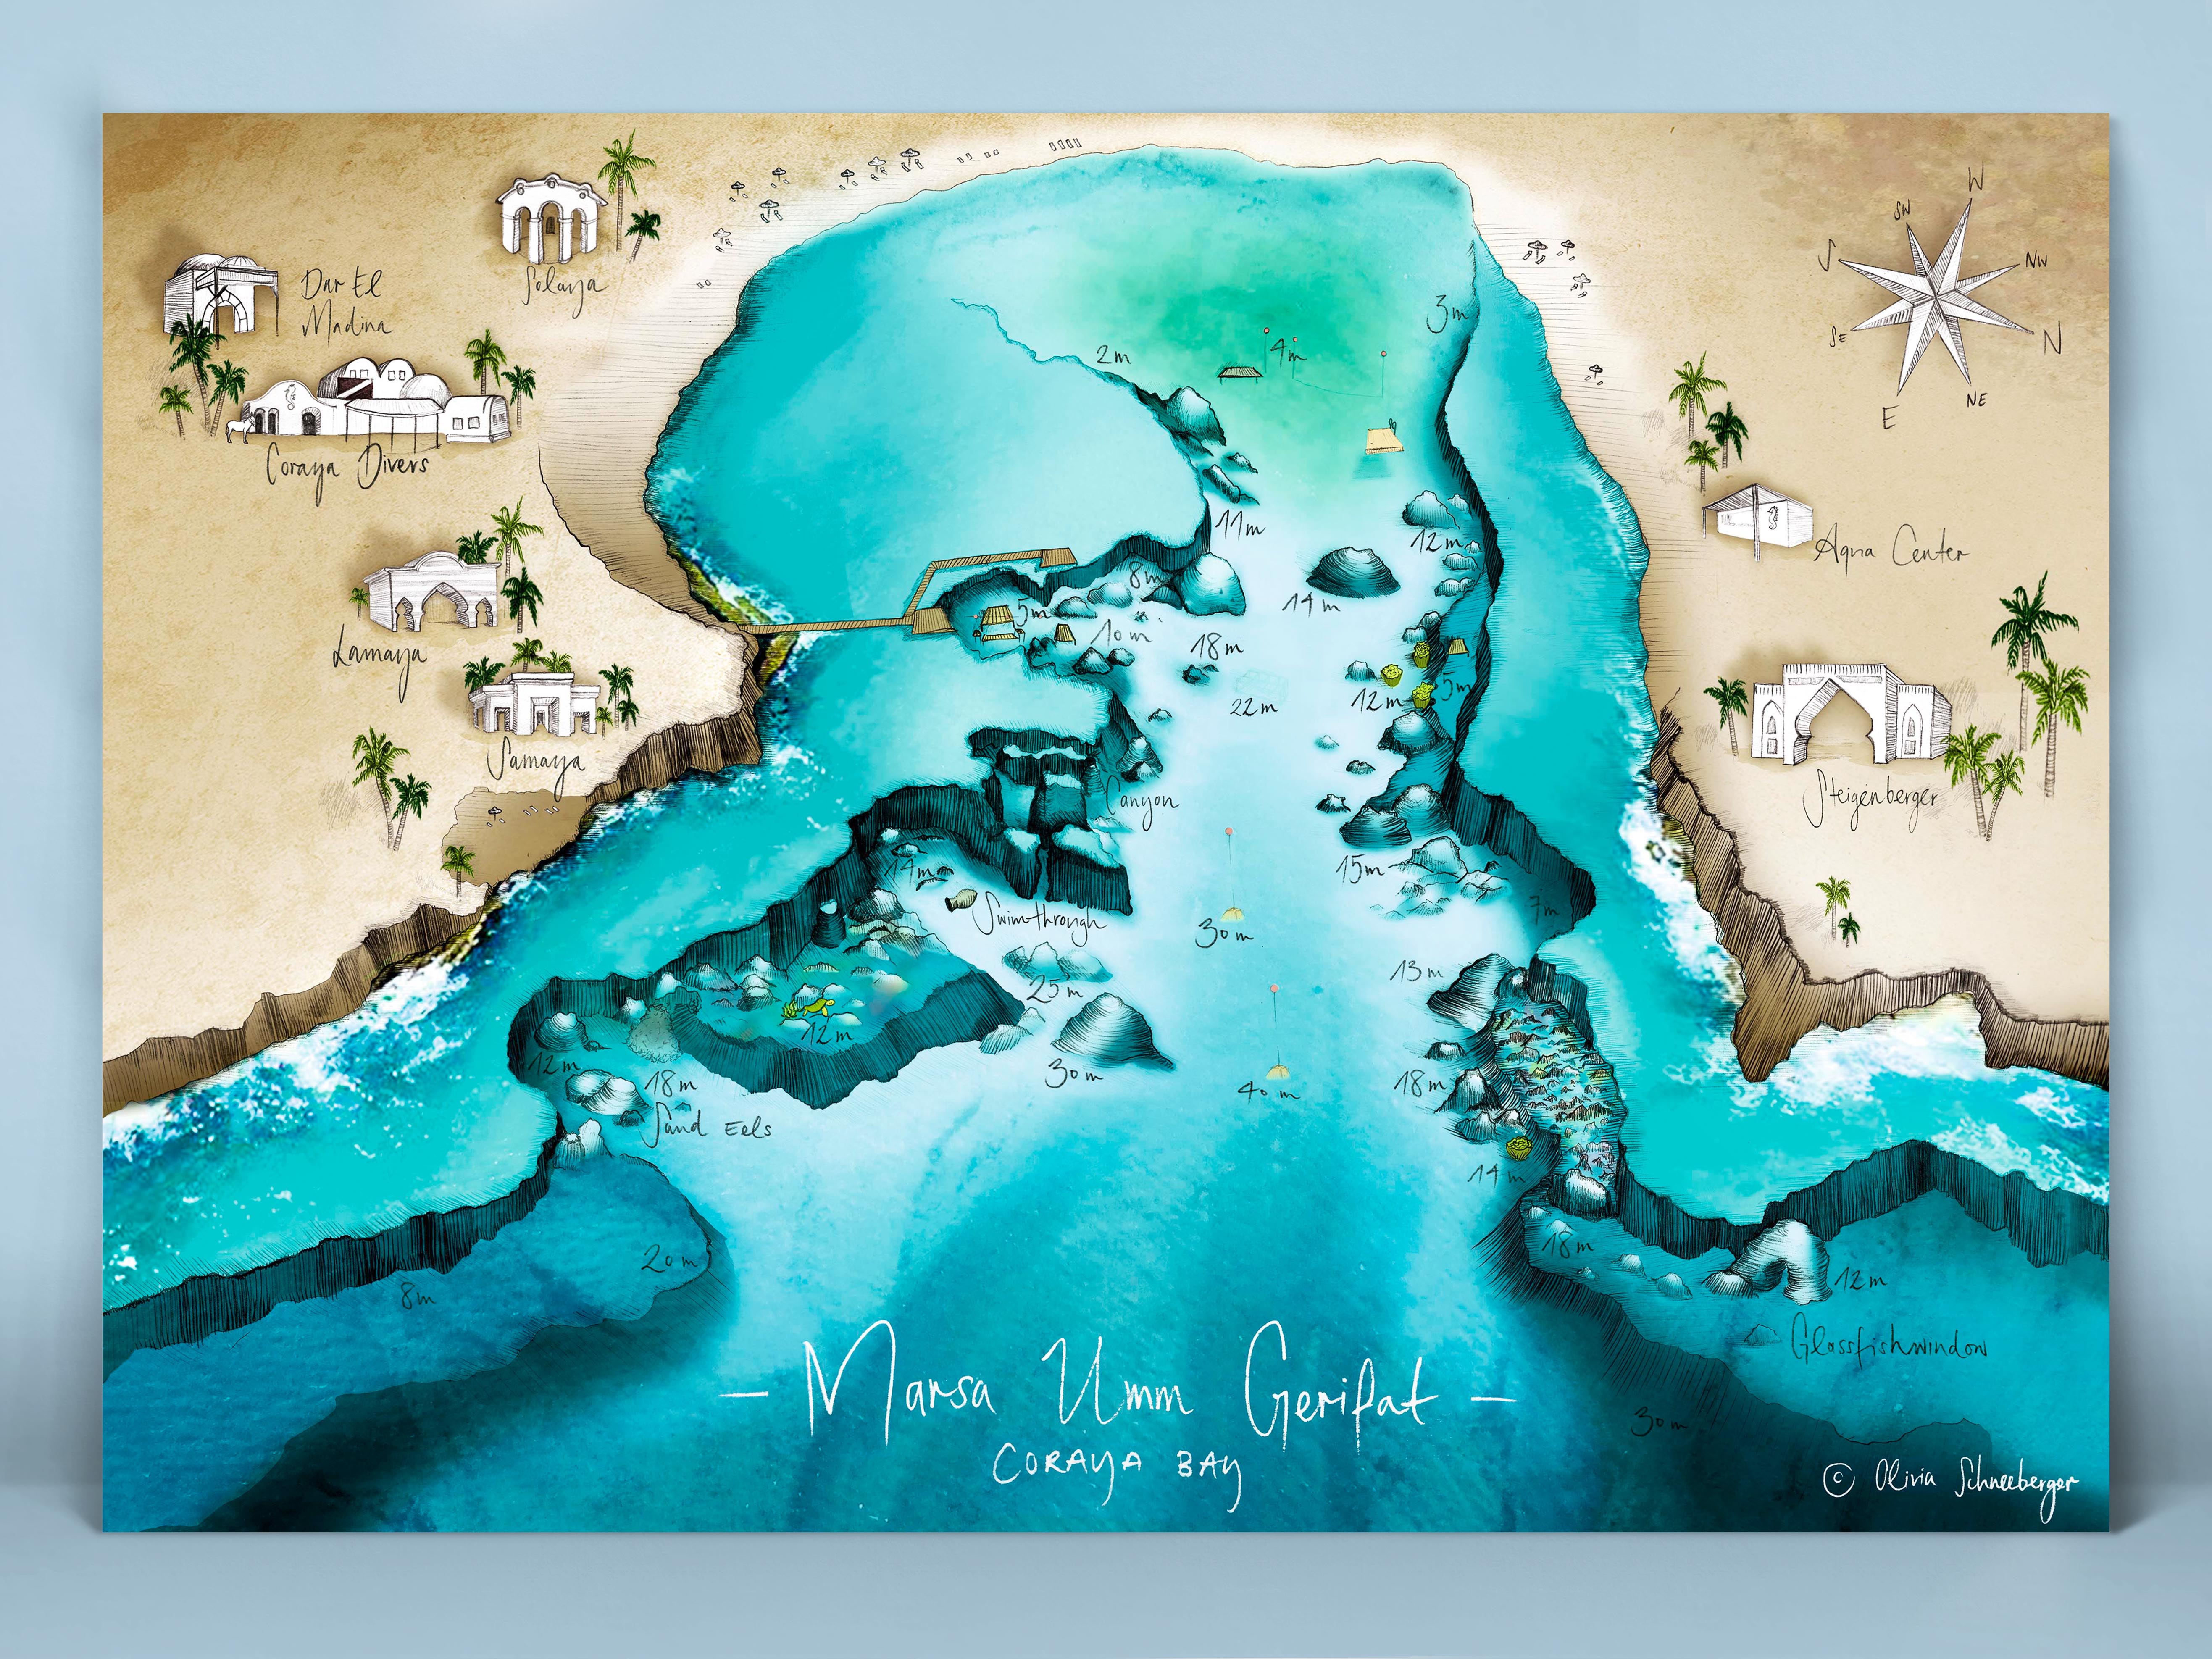 W
SW
S
NW
Dar El
Madina
Solaya
SE
N
E
NE
3m
2m
4m
Coraya Divers
11m
12m
Aqua Center
8m
14m
5m
10m
18m
Lamaya
22m
12m
5m
Samaya
Canyon
Steigenberger
14m
15m
Swimthrough
7m
30m
25m
13m
12m
12m
30m
18m
40m
18m
Sand Eels
14m
20m
18m
8m
12m
Glassfishwindow
- Marsa Umm Gerifat -
CORAYA BAY
30m
© Olivia Schneeberger